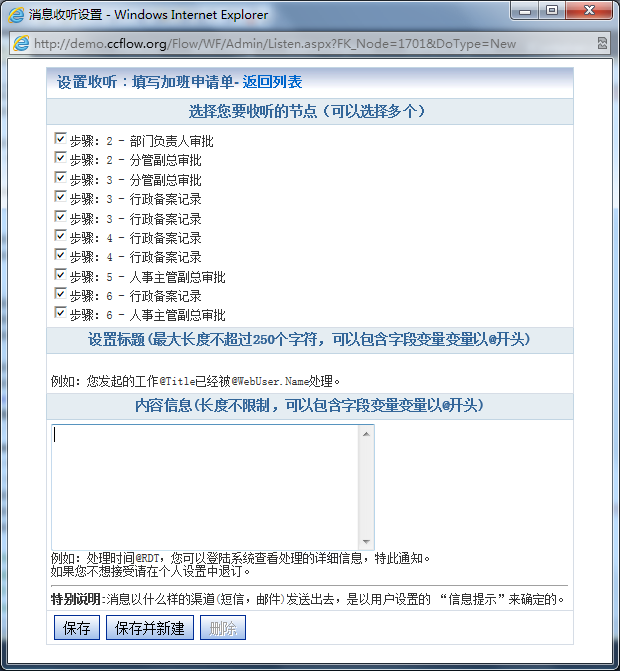 消息收听设置 - Windows Internet Explorer
http://demo.ccflow.org/Flow/WF/Admin/Listen.aspx?FK_Node=1701&DoType=New
设置收听：填写加班申请单- 返回列表
选择您要收听的节点（可以选择多个）
步骤: 2 - 部门负责人审批
步骤: 2 - 分管副总审批
步骤: 3 - 分管副总审批
步骤: 3 - 行政备案记录
步骤: 3 - 行政备案记录
步骤: 4 - 行政备案记录
步骤: 4 - 行政备案记录
步骤: 5 - 人事主管副总审批
步骤: 6 - 行政备案记录
步骤: 6 - 人事主管副总审批
设置标题(最大长度不超过250个字符，可以包含字段变量变量以@开头)
例如: 您发起的工作@Title已经被@WebUser.Name处理。
内容信息(长度不限制，可以包含字段变量变量以@开头)
例如: 处理时间@RDT，您可以登陆系统查看处理的详细信息，特此通知。
如果您不想接受请在个人设置中退订。
特别说明:消息以什么样的渠道(短信，邮件)发送出去，是以用户设置的 “信息提示”来确定的。
保存 保存并新建 删除